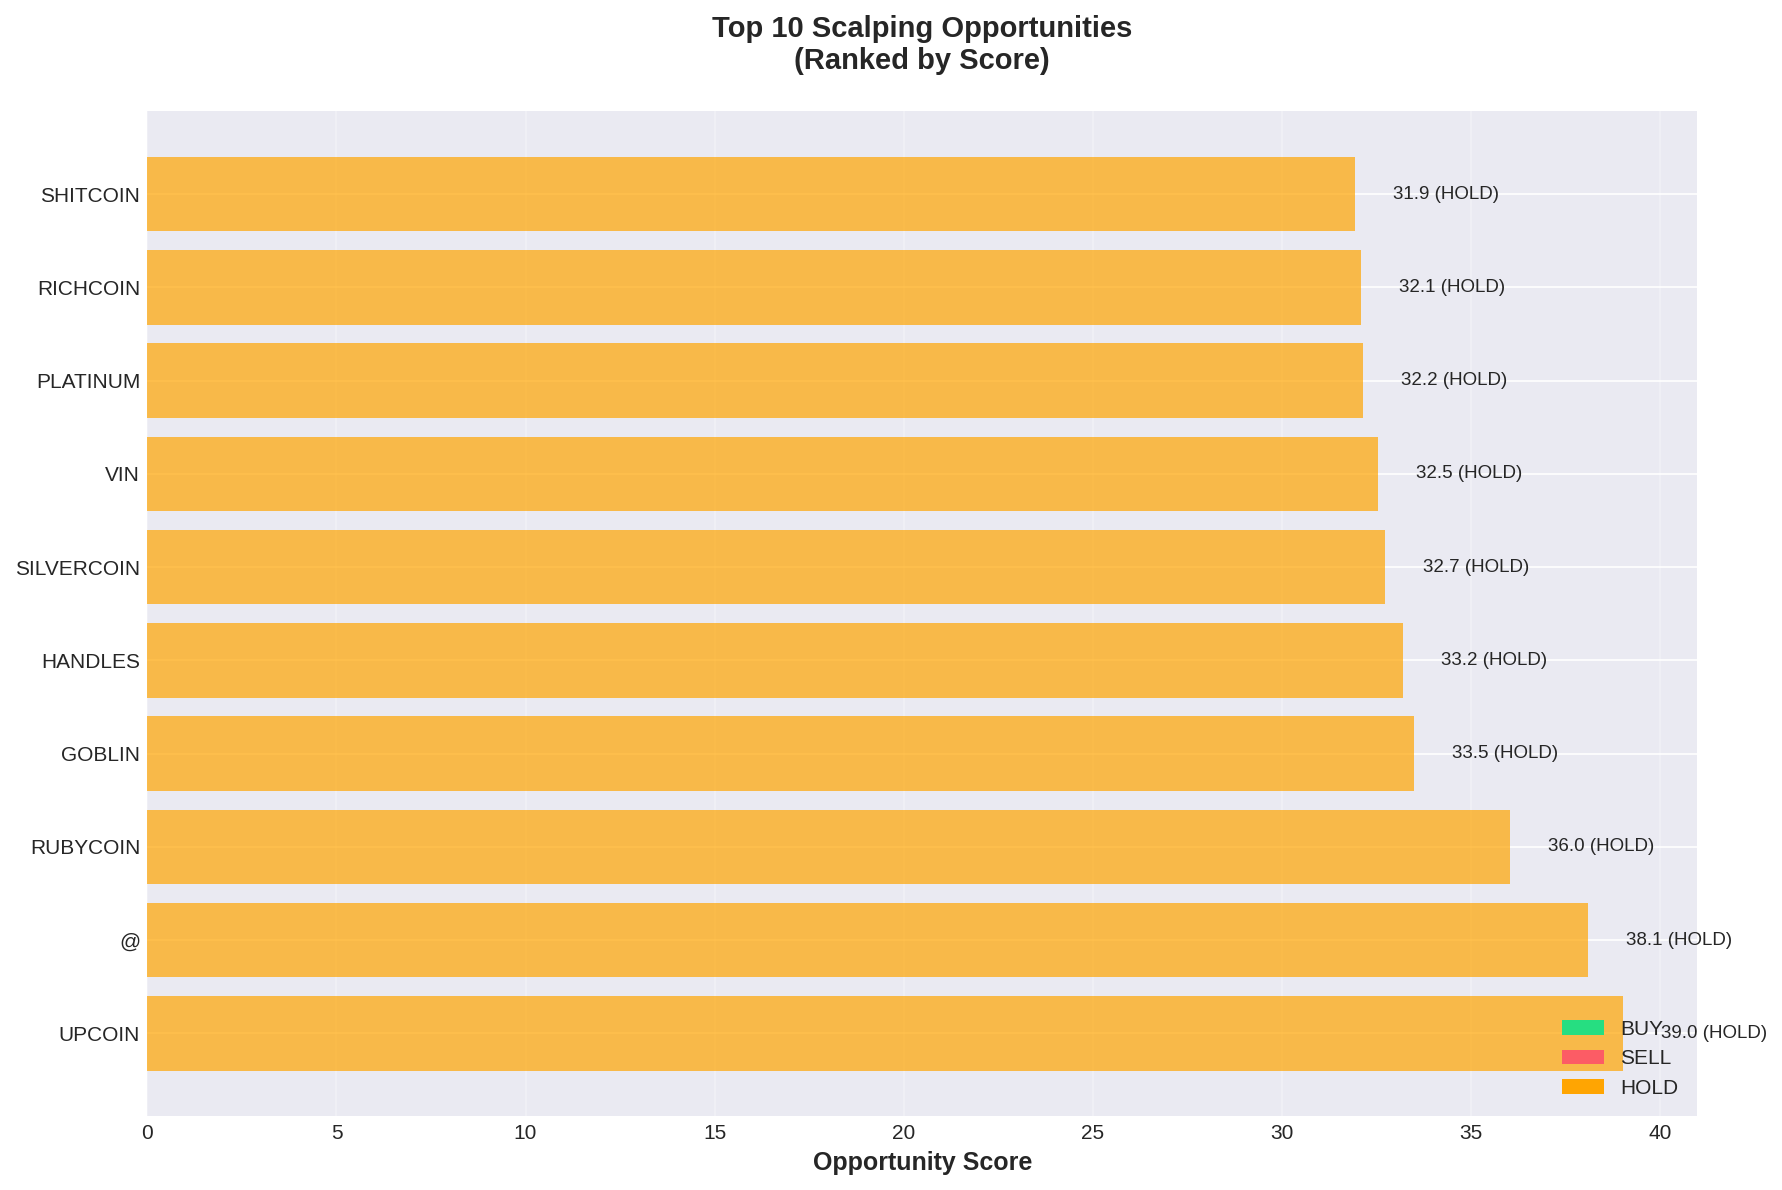 Top 10 Scalping Opportunities
(Ranked by Score)
SHITCOIN
31.9 (HOLD)
RICHCOIN
32.1 (HOLD)
PLATINUM
32.2 (HOLD)
VIN
32.5 (HOLD)
SILVERCOIN
32.7 (HOLD)
HANDLES
33.2 (HOLD)
GOBLIN
33.5 (HOLD)
RUBYCOIN
36.0 (HOLD)
@
38.1 (HOLD)
UPCOIN
39.0 (HOLD)
BUY
SELL
HOLD
0 5 10 15 20 25 30 35 40
Opportunity Score